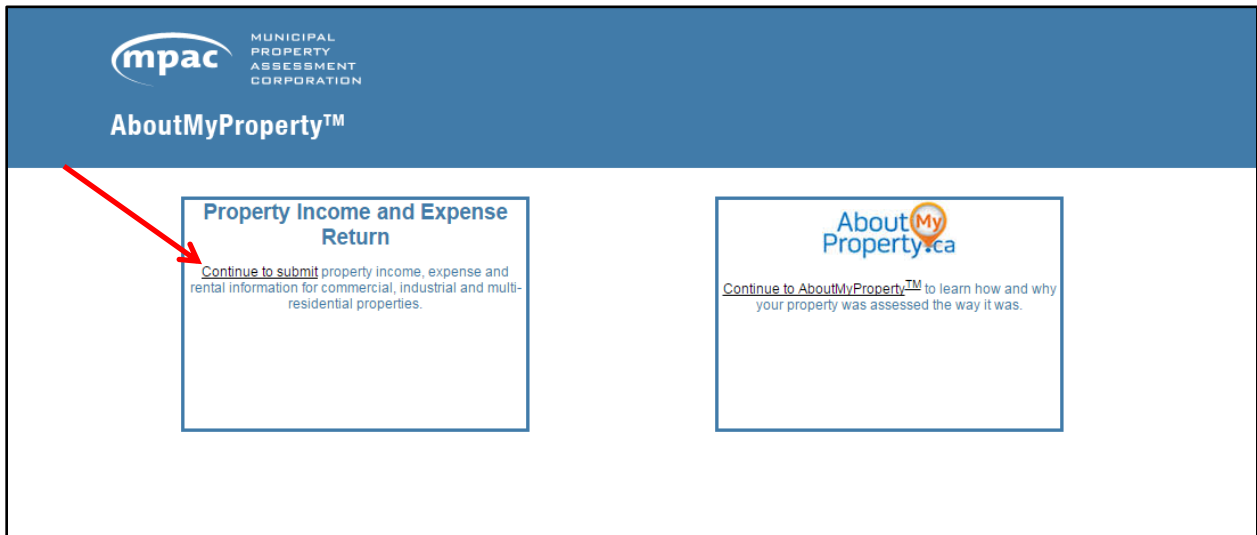 mpac
MUNICIPAL
PROPERTY
ASSESSMENT
CORPORATION
AboutMyProperty™
Property Income and Expense
Return
Continue to submit property income, expense and
rental information for commercial, industrial and multi-
residential properties.
About My
Property.ca
Continue to AboutMyProperty™ to learn how and why
your property was assessed the way it was.